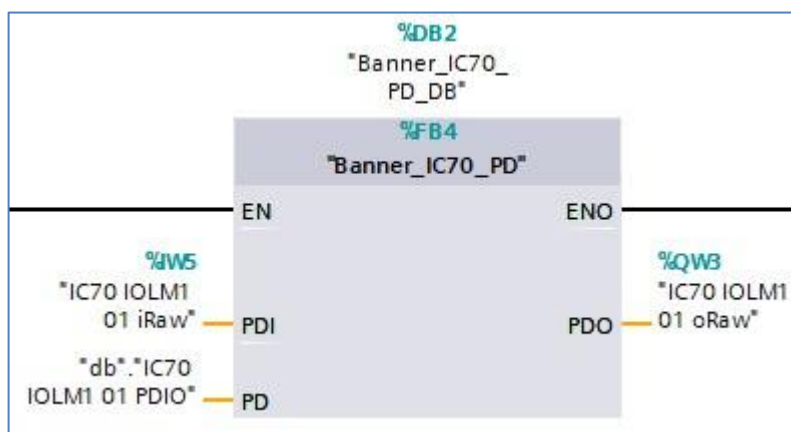 %DB2
"Banner_IC70_
PD_DB"
%FB4
"Banner_IC70_PD"
EN
ENO
%IW5
"IC70 IOLM1
01 iRaw"
PDI
PDO
%QW3
"IC70 IOLM1
01 oRaw"
"db"."IC70
IOLM1 01 PDIO"
PD